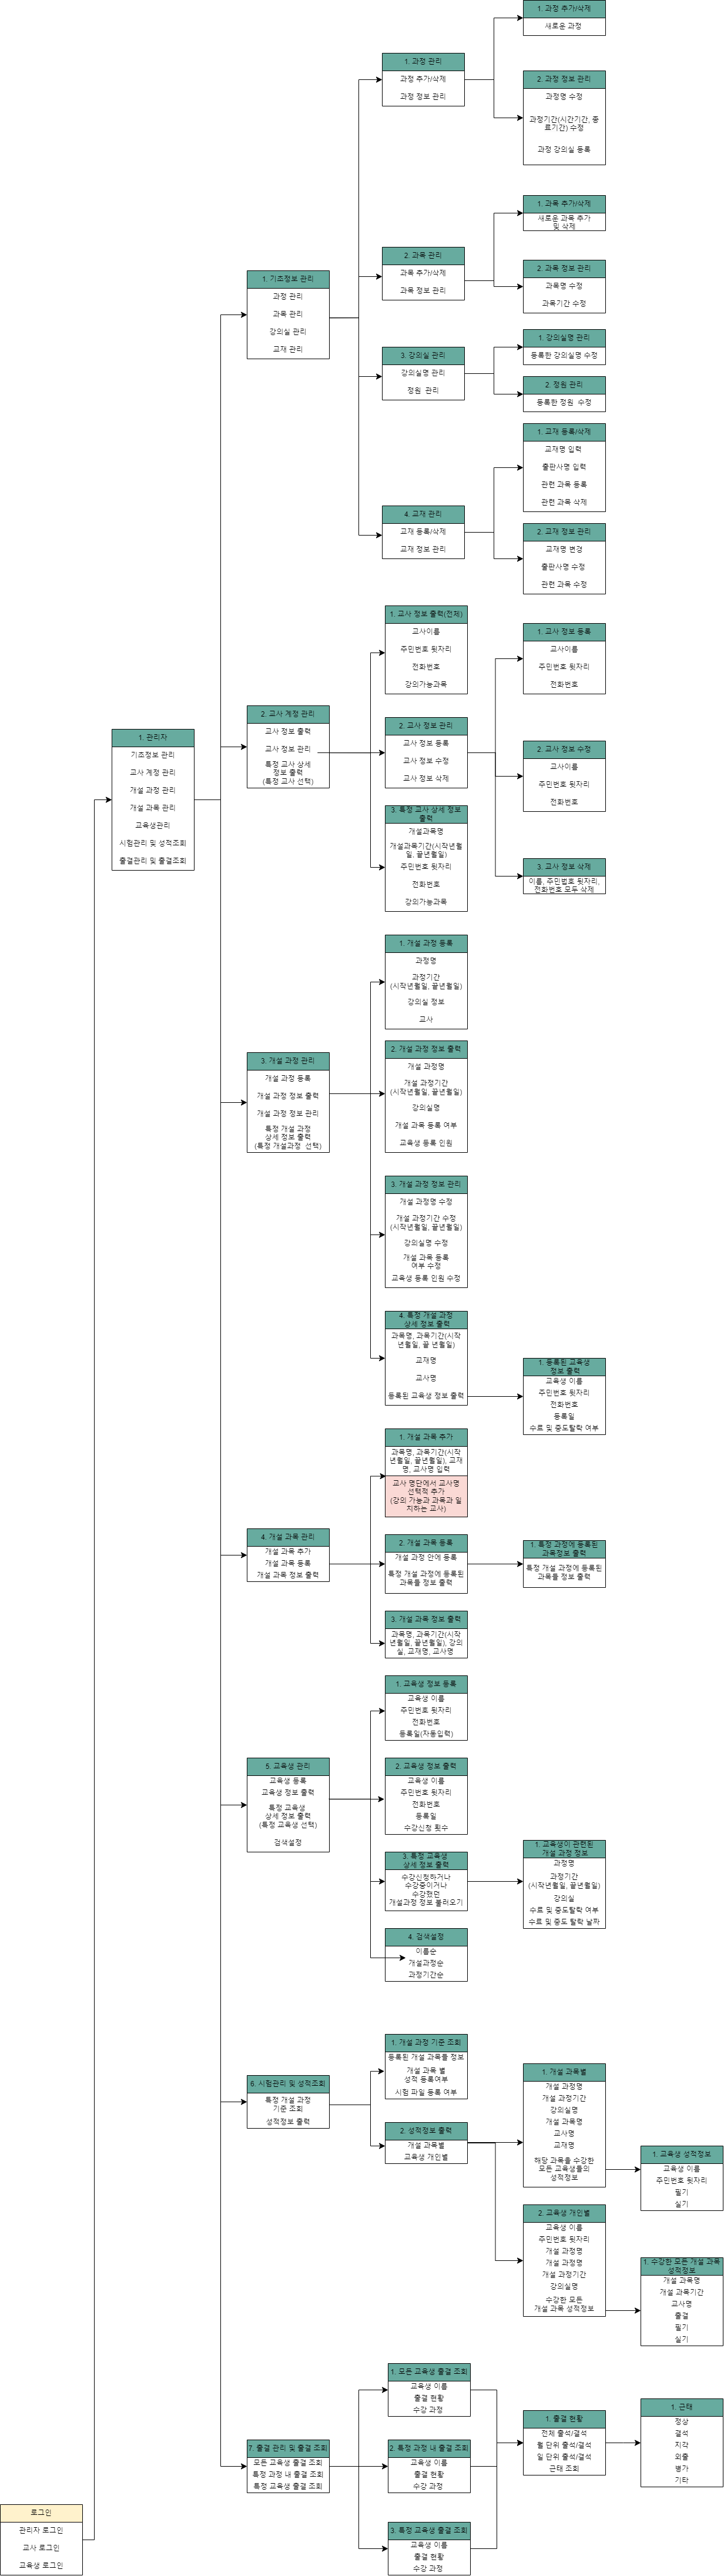 로그인
관리자 로그인
교사 로그인
교육생 로그인
1. 관리자
기초정보 관리
교사 계정 관리
개설 과정 관리
개설 과목 관리
교육생관리
시험관리 및 성적조회
출결관리 및 출결조회
1. 기초정보 관리
과정 관리
과목 관리
강의실 관리
교재 관리
1. 과정 관리
과정 추가/삭제
과정 정보 관리
1. 과정 추가/삭제
새로운 과정
2. 과정 정보 관리
과정명 수정
과정기간(시간기간, 종
료기간) 수정
과정 강의실 등록
2. 과목 관리
과목 추가/삭제
과목 정보 관리
1. 과목 추가/삭제
새로운 과목 추가
및 삭제
2. 과목 정보 관리
과목명 수정
과목기간 수정
3. 강의실 관리
강의실명 관리
정원 관리
1. 강의실명 관리
등록한 강의실명 수정
2. 정원 관리
등록한 정원 수정
4. 교재 관리
교재 등록/삭제
교재 정보 관리
1. 교재 등록/삭제
교재명 입력
출판사명 입력
관련 과목 등록
관련 과목 삭제
2. 교재 정보 관리
교재명 변경
출판사명 수정
관련 과목 수정
2. 교사 계정 관리
교사 정보 출력
교사 정보 관리
특정 교사 상세
정보 출력
(특정 교사 선택)
1. 교사 정보 출력(전체)
교사이름
주민번호 뒷자리
전화번호
강의가능과목
2. 교사 정보 관리
교사 정보 등록
교사 정보 수정
교사 정보 삭제
3. 특정 교사 상세 정보
출력
개설과목명
개설과목기간(시작년월
일, 끝년월일)
주민번호 뒷자리
전화번호
강의가능과목
1. 교사 정보 등록
교사이름
주민번호 뒷자리
전화번호
2. 교사 정보 수정
교사이름
주민번호 뒷자리
전화번호
3. 교사 정보 삭제
이름, 주민법호 뒷자리,
전화번호 모두 삭제
3. 개설 과정 관리
개설 과정 등록
개설 과정 정보 출력
개설 과정 정보 관리
특정 개설 과정
상세 정보 출력
(특정 개설과정 선택)
1. 개설 과정 등록
과정명
과정기간
(시작년월일, 끝년월일)
강의실 정보
교사
2. 개설 과정 정보 출력
개설 과정명
개설 과정기간
(시작년월일, 끝년월일)
강의실명
개설 과목 등록 여부
교육생 등록 인원
3. 개설 과정 정보 관리
개설 과정명 수정
개설 과정기간 수정
(시작년월일, 끝년월일)
강의실명 수정
개설 과목 등록
여부 수정
교육생 등록 인원 수정
4. 특정 개설 과정
상세 정보 출력
과목명, 과목기간(시작
년월일, 끝 년월일)
교재명
교사명
등록된 교육생 정보 출력
1. 등록된 교육생
정보 출력
교육생 이름
주민번호 뒷자리
전화번호
등록일
수료 및 중도탈락 여부
4. 개설 과목 관리
개설 과목 추가
개설 과목 등록
개설 과목 정보 출력
1. 개설 과목 추가
과목명, 과목기간(시작
년월일, 끝년월일), 교재
명, 교사명 입력
교사 명단에서 교사명
선택적 추가
(강의 가능과 과목과 일
치하는 교사)
2. 개설 과목 등록
개설 과정 안에 등록
특정 개설 과정에 등록된
과목들 정보 출력
1. 특정 과정에 등록된
과목정보 출력
특정 개설 과정에 등록된
과목들 정보 출력
3. 개설 과목 정보 출력
과목명, 과목기간(시작
년월일, 끝년월일), 강의
실, 교재명, 교사명
5. 교육생 관리
교육생 등록
교육생 정보 출력
특정 교육생
상세 정보 출력
(특정 교육생 선택)
검색설정
1. 교육생 정보 등록
교육생 이름
주민번호 뒷자리
전화번호
등록일(자동입력)
2. 교육생 정보 출력
교육생 이름
주민번호 뒷자리
전화번호
등록일
수강신청 횟수
3. 특정 교육생
상세 정보 출력
수강신청하거나
수강중이거나
수강했던
개설과정 정보 불러오기
1. 교육생이 관련된
개설 과정 정보
과정명
과정기간
(시작년월일, 끝년월일)
강의실
수료 및 중도탈락 여부
수료 및 중도 탈락 날짜
4. 검색설정
이름순
개설과정순
과정기간순
6. 시험관리 및 성적조회
특정 개설 과정
기준 조회
성적정보 출력
1. 개설 과정 기준 조회
등록된 개설 과목들 정보
개설 과목 별
성적 등록여부
시험 파일 등록 여부
2. 성적정보 출력
개설 과목별
교육생 개인별
1. 개설 과목별
개설 과정명
개설 과정기간
강의실명
개설 과목명
교사명
교재명
해당 과목을 수강한
모든 교육생들의
성적정보
1. 교육생 성적정보
교육생 이름
주민번호 뒷자리
필기
실기
2. 교육생 개인별
교육생 이름
주민번호 뒷자리
개설 과정명
개설 과정명
개설 과정기간
강의실명
수강한 모든
개설 과목 성적정보
1. 수강한 모든 개설 과목
성적정보
개설 과목명
개설 과목기간
교사명
출결
필기
실기
7. 출결 관리 및 출결 조회
모든 교육생 출결 조회
특정 과정 내 출결 조회
특정 교육생 출결 조회
1. 모든 교육생 출결 조회
교육생 이름
출결 현황
수강 과정
2. 특정 과정 내 출결 조회
교육생 이름
출결 현황
수강 과정
3. 특정 교육생 출결 조회
교육생 이름
출결 현황
수강 과정
1. 출결 현황
전체 출석/결석
월 단위 출석/결석
일 단위 출석/결석
근태 조회
1. 근태
정상
결석
지각
외출
병가
기타